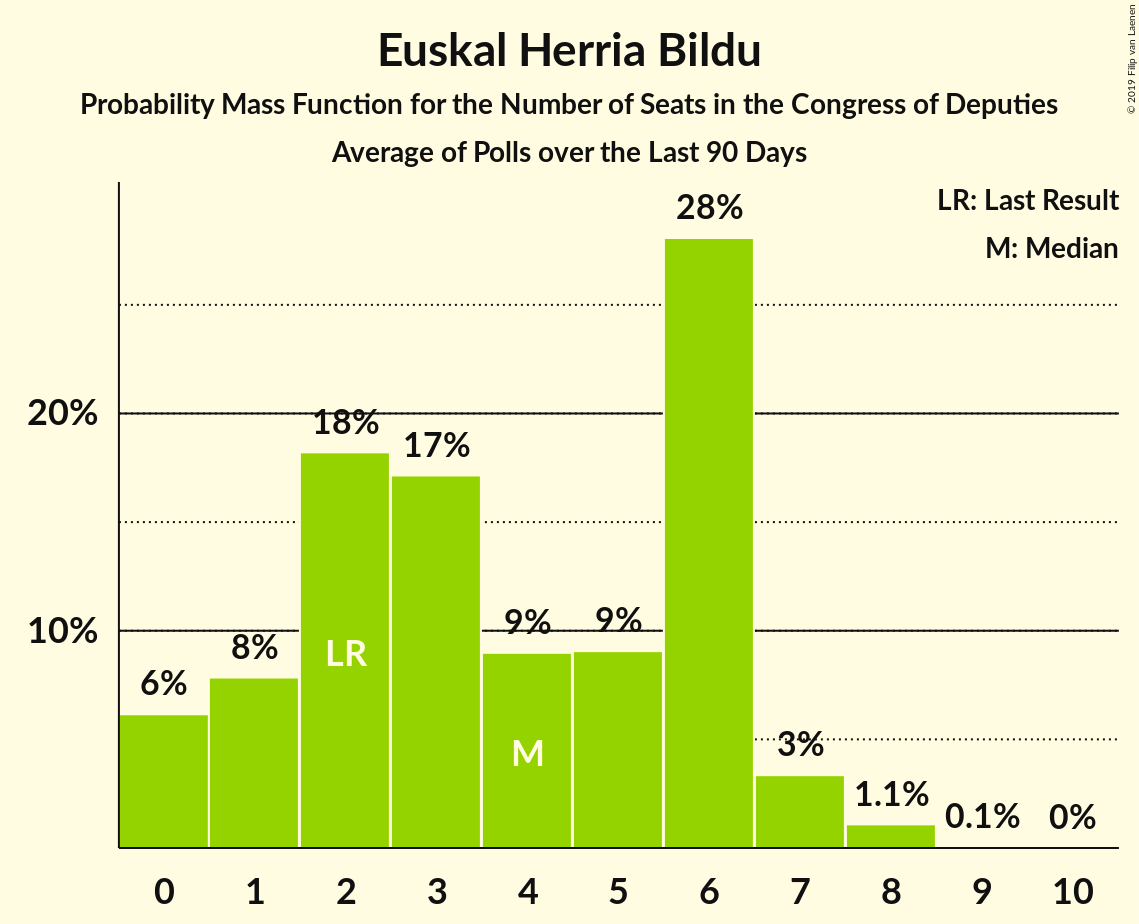 Euskal Herria Bildu
Probability Mass Function for the Number of Seats in the Congress of Deputies
Average of Polls over the Last 90 Days
© 2019 Filip van Laenen
LR: Last Result
M: Median
28%
20%
18%
17%
10%
9%
9%
8%
LR
6%
M
3%
1.1%
0.1%
0%
0 1 2 3 4 5 6 7 8 9 10